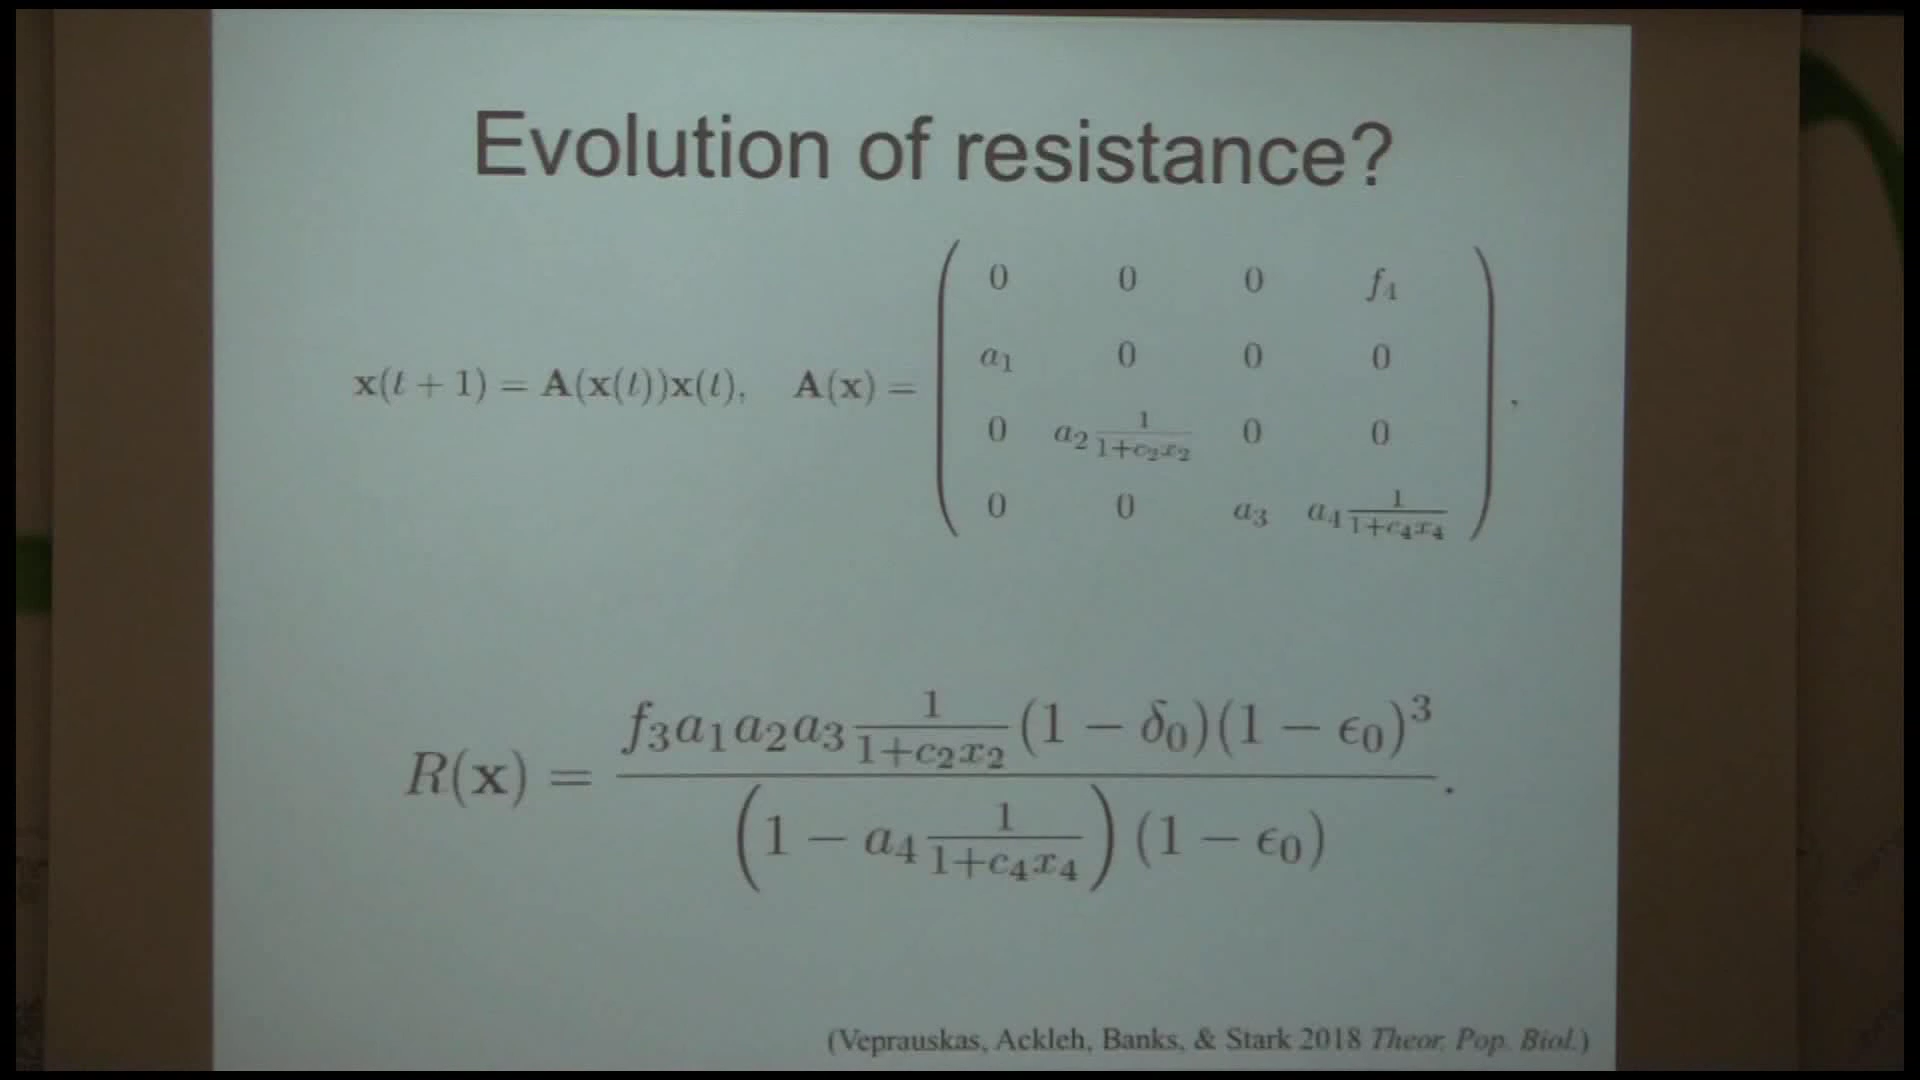 Evolution of resistance?
0 0 0 f₄
a₁ 0 0 0
x(t + 1) = A(x(t))x(t), A(x) = ,
0 a₂ 1/(1+c₂x₂) 0 0
0 0 a₃ a₄ 1/(1+c₄x₄)
R(x) = f₃a₁a₂a₃ 1/(1+c₂x₂) (1 − δ₀)(1 − ϵ₀)³ / (1 − a₄ 1/(1+c₄x₄)) (1 − ϵ₀) .
(Veprauskas, Ackleh, Banks, & Stark 2018 Theor. Pop. Biol.)